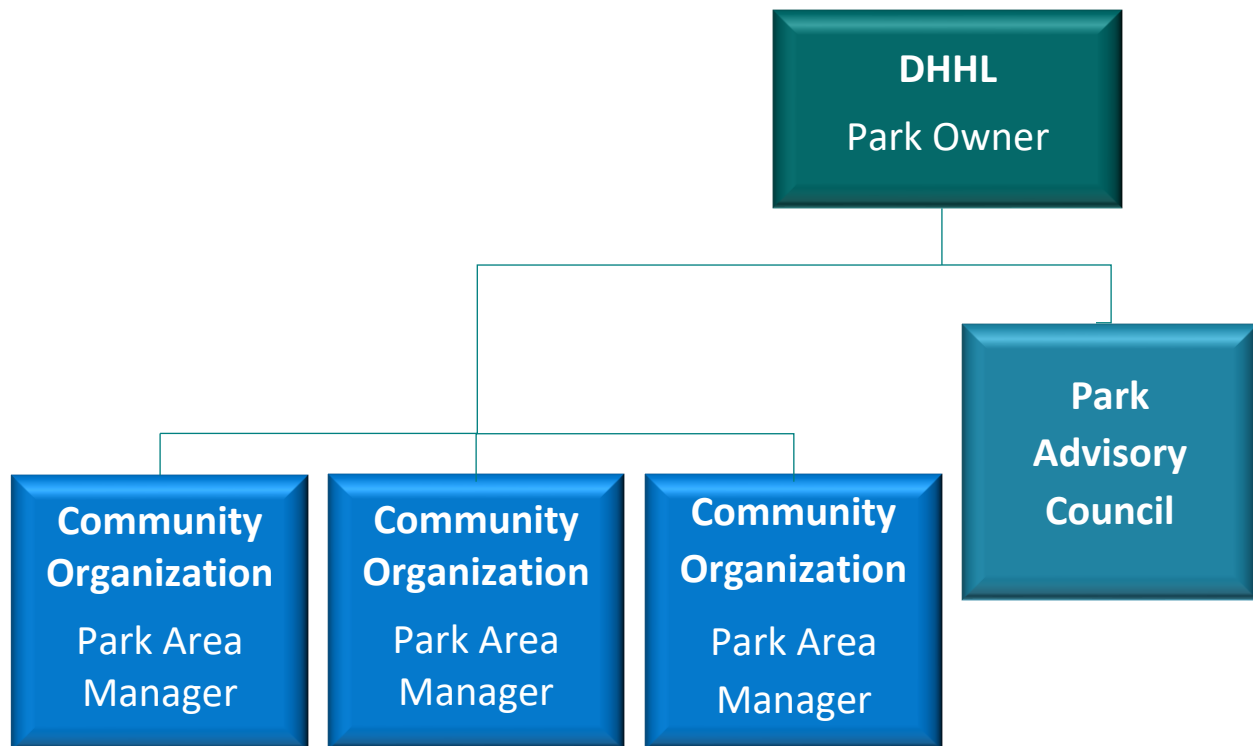 DHHL
Park Owner
Park
Advisory
Council
Community
Organization
Park Area
Manager
Community
Organization
Park Area
Manager
Community
Organization
Park Area
Manager